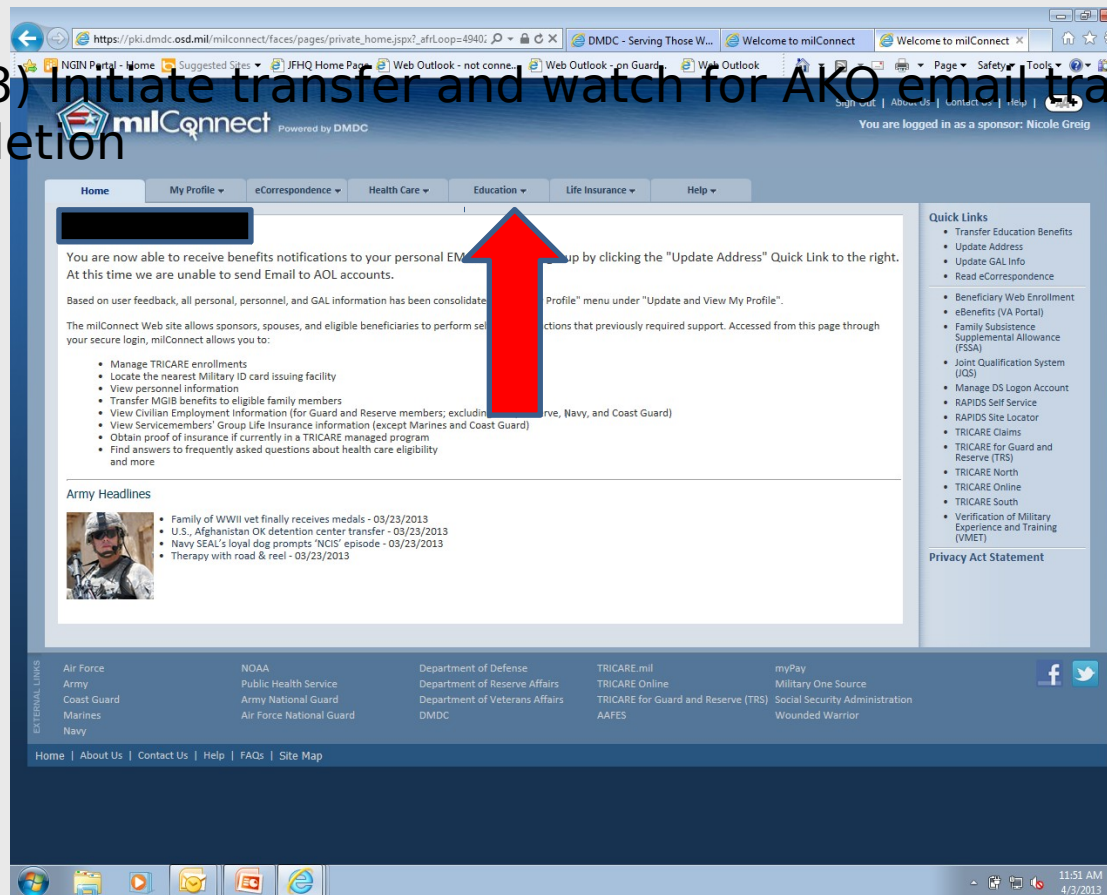 https://pki.dmdc.osd.mil/milconnect/faces/pages/private_home.jspx?_afrLoop=4940
DMDC - Serving Those W...
Welcome to milConnect
Welcome to milConnect
NGIN Portal - Home
Suggested Sites
JFHQ Home Page
Web Outlook - not conne...
Web Outlook - on Guard...
Web Outlook
Page
Safety
Tools
3) Initiate transfer and watch for AKO email tra
letion
Sign Out | About Us | Contact Us | Help |
milConnect Powered by DMDC
You are logged in as a sponsor: Nicole Greig
Home
My Profile
eCorrespondence
Health Care
Education
Life Insurance
Help
You are now able to receive benefits notifications to your personal up by clicking the "Update Address" Quick Link to the right.
At this time we are unable to send Email to AOL accounts.
Based on user feedback, all personal, personnel, and GAL information has been Profile" menu under "Update and View My Profile".
The milConnect Web site allows sponsors, spouses, and eligible beneficiaries to perform that previously required support. Accessed from this page through
your secure login, milConnect allows you to:
• Manage TRICARE enrollments
• Locate the nearest Military ID card issuing facility
• View personnel information
• Transfer MGIB benefits to eligible family members
• View Civilian Employment Information (for Guard and Reserve members; Navy, and Coast Guard)
• View Servicemembers' Group Life Insurance information (except Marines and Coast Guard)
• Obtain proof of insurance if currently in a TRICARE managed program
• Find answers to frequently asked questions about health care eligibility
and more
Army Headlines
• Family of WWII vet finally receives medals - 03/23/2013
• U.S., Afghanistan OK detention center transfer - 03/23/2013
• Navy SEAL's loyal dog prompts 'NCIS' episode - 03/23/2013
• Therapy with road & reel - 03/23/2013
Quick Links
• Transfer Education Benefits
• Update Address
• Update GAL Info
• Read eCorrespondence
• Beneficiary Web Enrollment
• eBenefits (VA Portal)
• Family Subsistence
Supplemental Allowance
(FSSA)
• Joint Qualification System
(JQS)
• Manage DS Logon Account
• RAPIDS Self Service
• RAPIDS Site Locator
• TRICARE Claims
• TRICARE for Guard and
Reserve (TRS)
• TRICARE North
• TRICARE Online
• TRICARE South
• Verification of Military
Experience and Training
(VMET)
Privacy Act Statement
EXTERNAL LINKS
Air Force
Army
Coast Guard
Marines
Navy
NOAA
Public Health Service
Army National Guard
Air Force National Guard
Department of Defense
Department of Reserve Affairs
Department of Veterans Affairs
DMDC
TRICARE.mil
TRICARE Online
TRICARE for Guard and Reserve (TRS)
AAFES
myPay
Military One Source
Social Security Administration
Wounded Warrior
Home | About Us | Contact Us | Help | FAQs | Site Map
11:51 AM
4/3/2013